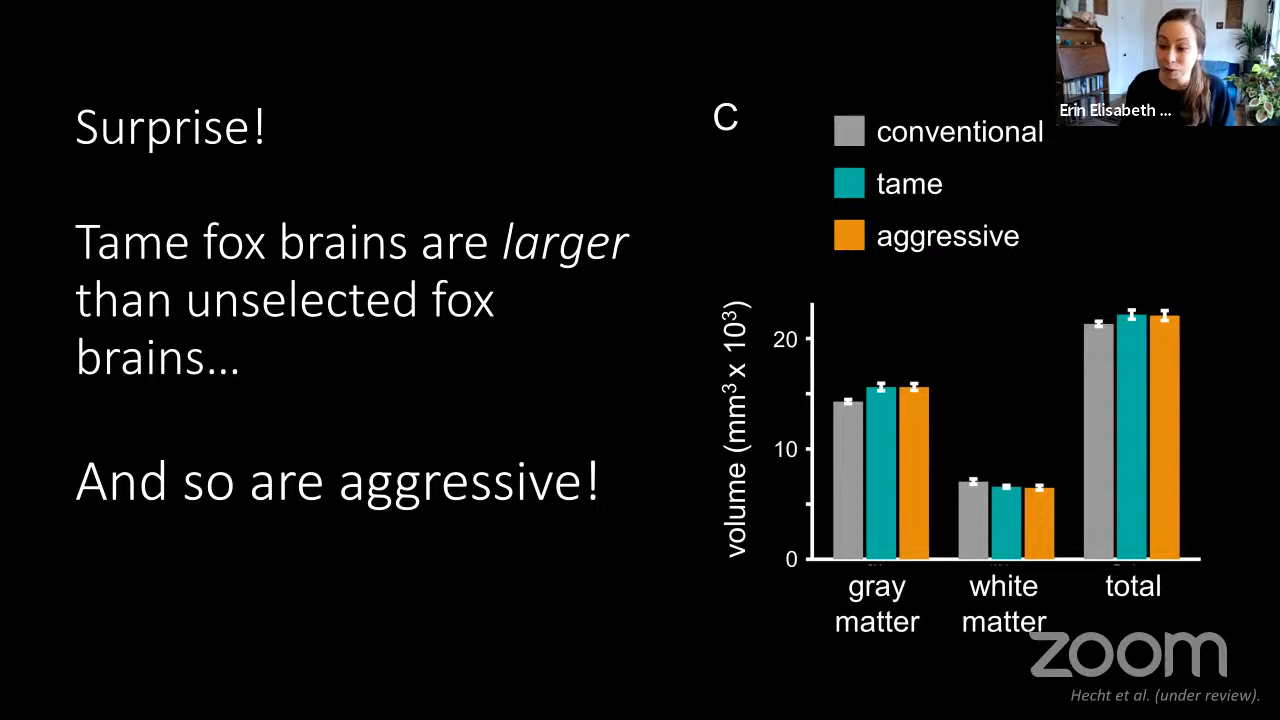 Surprise!
Tame fox brains are larger
than unselected fox
brains...
And so are aggressive!
C
conventional
tame
aggressive
volume (mm³ x 10³)
20
10
0
gray
matter
white
matter
total
Erin Elisabeth ...
zoom
Hecht et al. (under review).